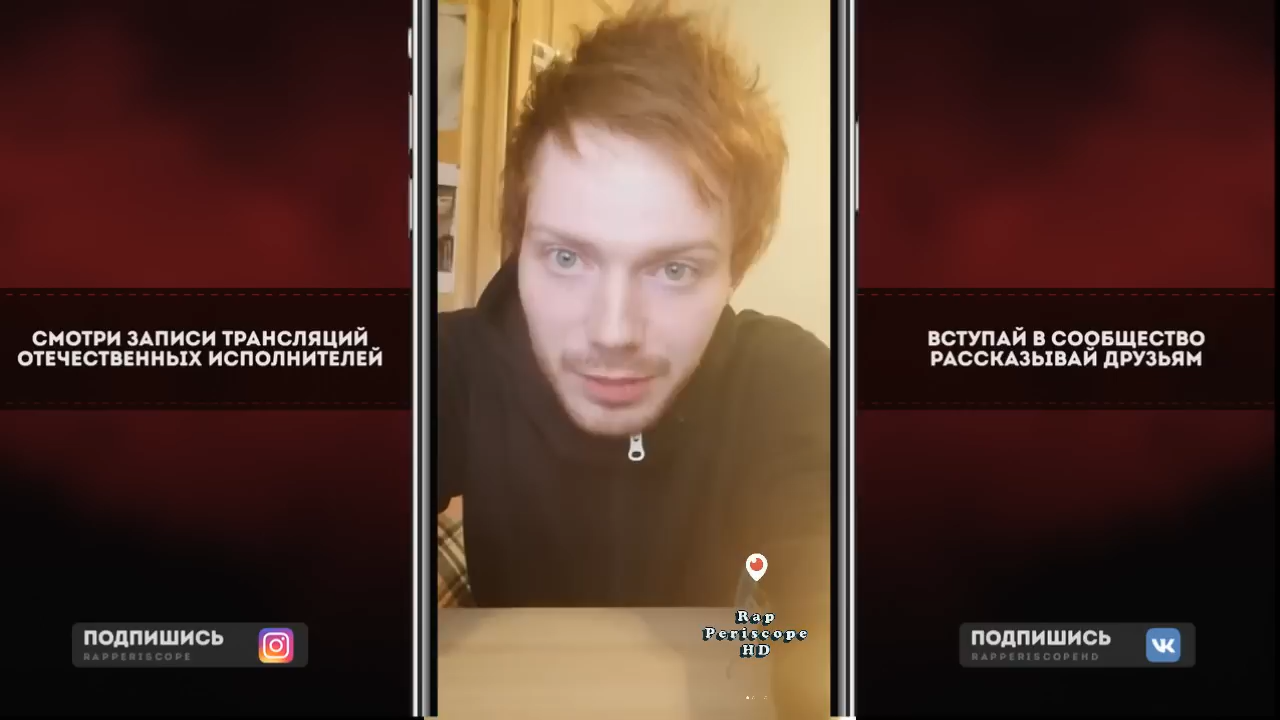 СМОТРИ ЗАПИСИ ТРАНСЛЯЦИЙ
ОТЕЧЕСТВЕННЫХ ИСПОЛНИТЕЛЕЙ
ВСТУПАЙ В СООБЩЕСТВО
РАССКАЗЫВАЙ ДРУЗЬЯМ
Rap
Periscope
HD
ПОДПИШИСЬ
RAPPERISCOPE
ПОДПИШИСЬ
RAPPERISCOPEHD